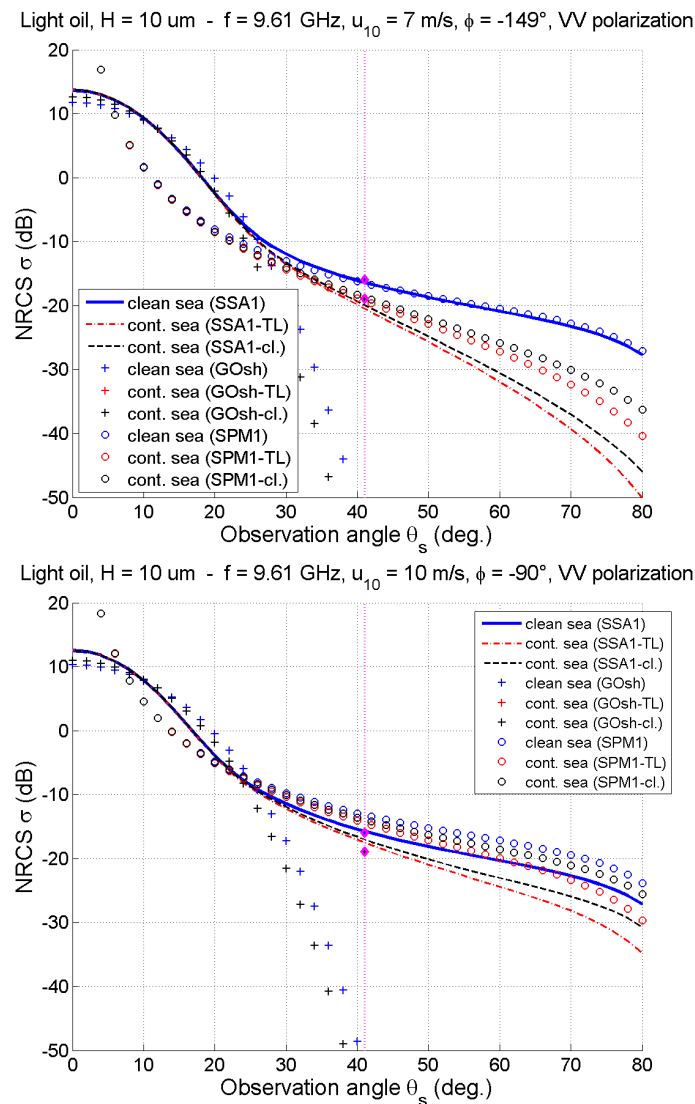 Light oil, H = 10 um - f = 9.61 GHz, u10 = 7 m/s, ϕ = -149°, VV polarization
20
10
0
-10
-20
-30
-40
-50
NRCS σ (dB)
clean sea (SSA1)
cont. sea (SSA1-TL)
cont. sea (SSA1-cl.)
clean sea (GOsh)
cont. sea (GOsh-TL)
cont. sea (GOsh-cl.)
clean sea (SPM1)
cont. sea (SPM1-TL)
cont. sea (SPM1-cl.)
0 10 20 30 40 50 60 70 80
Observation angle θs (deg.)
Light oil, H = 10 um - f = 9.61 GHz, u10 = 10 m/s, ϕ = -90°, VV polarization
20
10
0
-10
-20
-30
-40
-50
NRCS σ (dB)
clean sea (SSA1)
cont. sea (SSA1-TL)
cont. sea (SSA1-cl.)
clean sea (GOsh)
cont. sea (GOsh-TL)
cont. sea (GOsh-cl.)
clean sea (SPM1)
cont. sea (SPM1-TL)
cont. sea (SPM1-cl.)
0 10 20 30 40 50 60 70 80
Observation angle θs (deg.)